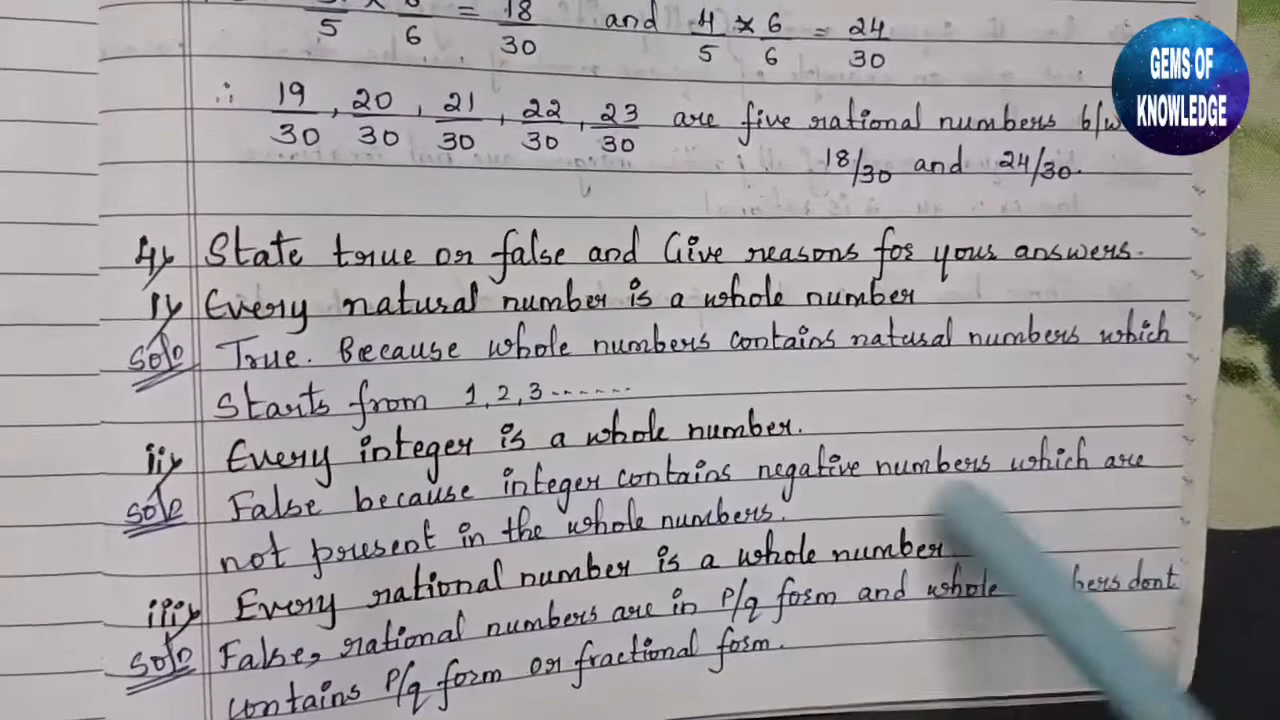 5 × 6 = 18/30 and 4/5 × 6/6 = 24/30
∴ 19/30, 20/30, 21/30, 22/30, 23/30 are five rational numbers b/w
18/30 and 24/30.
GEMS OF
KNOWLEDGE
4) State true or false and Give reasons for your answers.
i) Every natural number is a whole number
Solo True. Because whole numbers contains natural numbers which
Starts from 1, 2, 3......
ii) Every integer is a whole number.
Solo False because integer contains negative numbers which are
not present in the whole numbers.
iii) Every rational number is a whole number.
Solo False, rational numbers are in P/q form and whole bers dont
contains P/q form or fractional form.